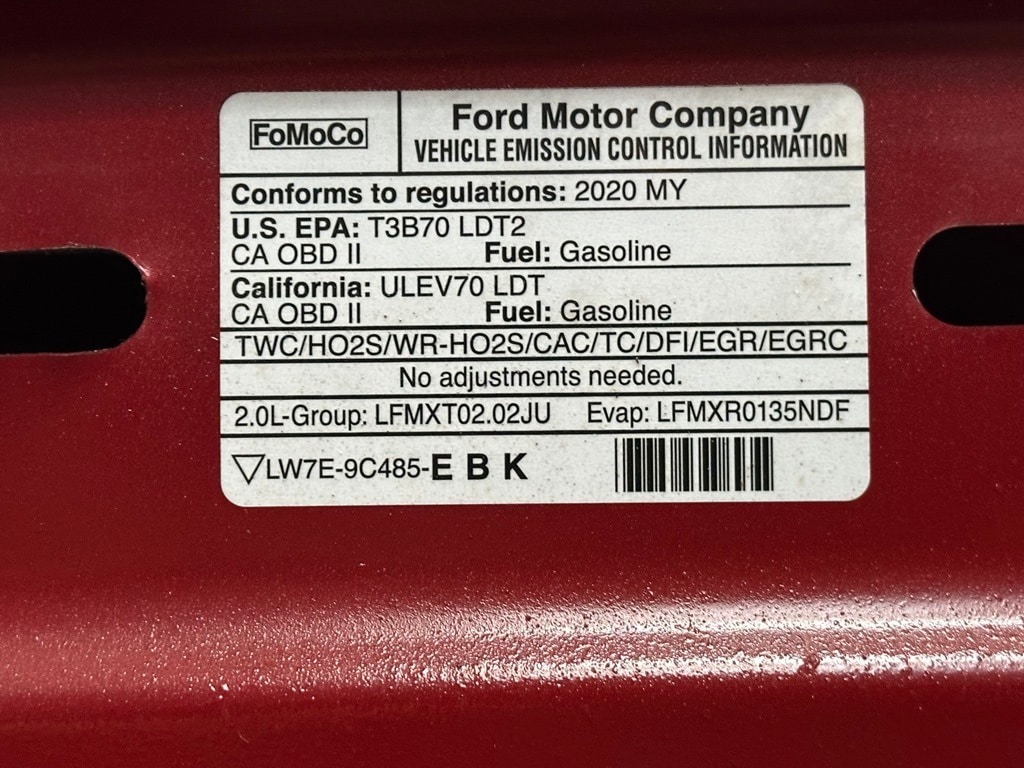 FoMoCo
Ford Motor Company
VEHICLE EMISSION CONTROL INFORMATION
Conforms to regulations: 2020 MY
U.S. EPA: T3B70 LDT2
CA OBD II Fuel: Gasoline
California: ULEV70 LDT
CA OBD II Fuel: Gasoline
TWC/HO2S/WR-HO2S/CAC/TC/DFI/EGR/EGRC
No adjustments needed.
2.0L-Group: LFMXT02.02JU Evap: LFMXR0135NDF
LW7E-9C485-E B K